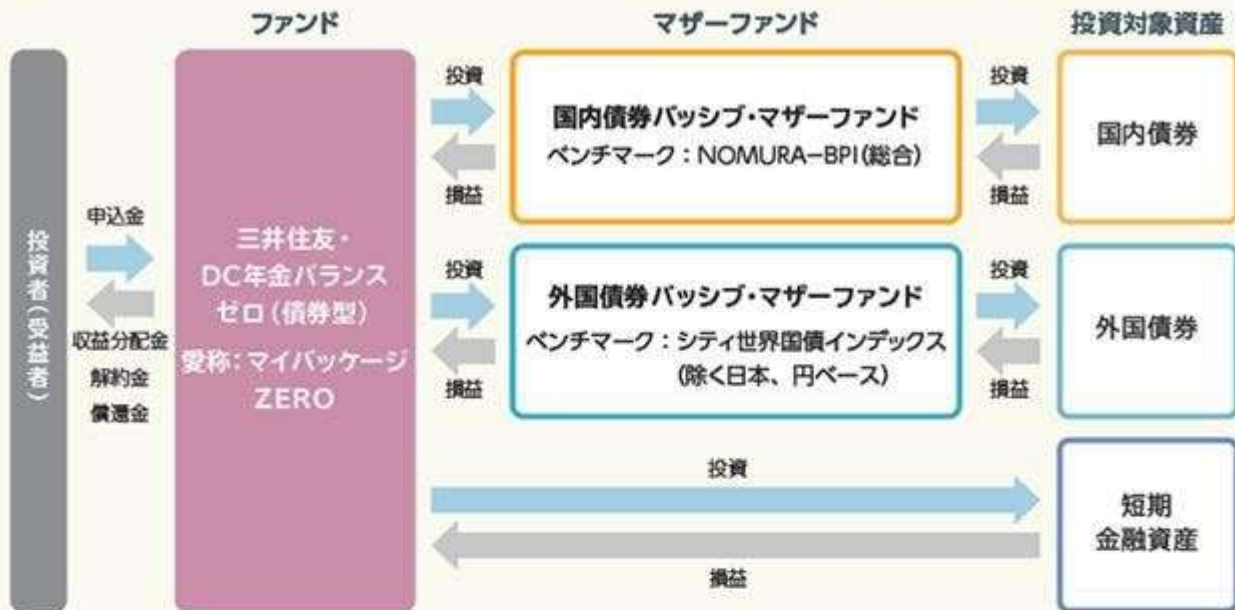 ファンド
マザーファンド
投資対象資産
投資者(受益者)
申込金
収益分配金
解約金
償還金
三井住友・
DC年金バランス
ゼロ(債券型)
愛称:マイパッケージ
ZERO
投資
損益
国内債券パッシブ・マザーファンド
ベンチマーク:NOMURA-BPI(総合)
投資
損益
国内債券
投資
損益
外国債券パッシブ・マザーファンド
ベンチマーク:シティ世界国債インデックス
(除く日本、円ベース)
投資
損益
外国債券
投資
損益
短期
金融資産